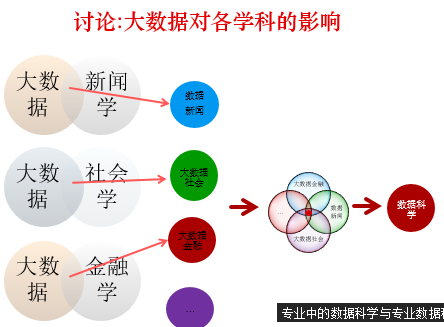 讨论:大数据对各学科的影响
大数
据
新闻
学
数据
新闻
大数
据
社会
学
大数据
社会
大数据
金融
大数
据
金融
学
...
大数据金融
...
数据
新闻
大数据社会
数据科
学
专业中的数据科学与专业数据